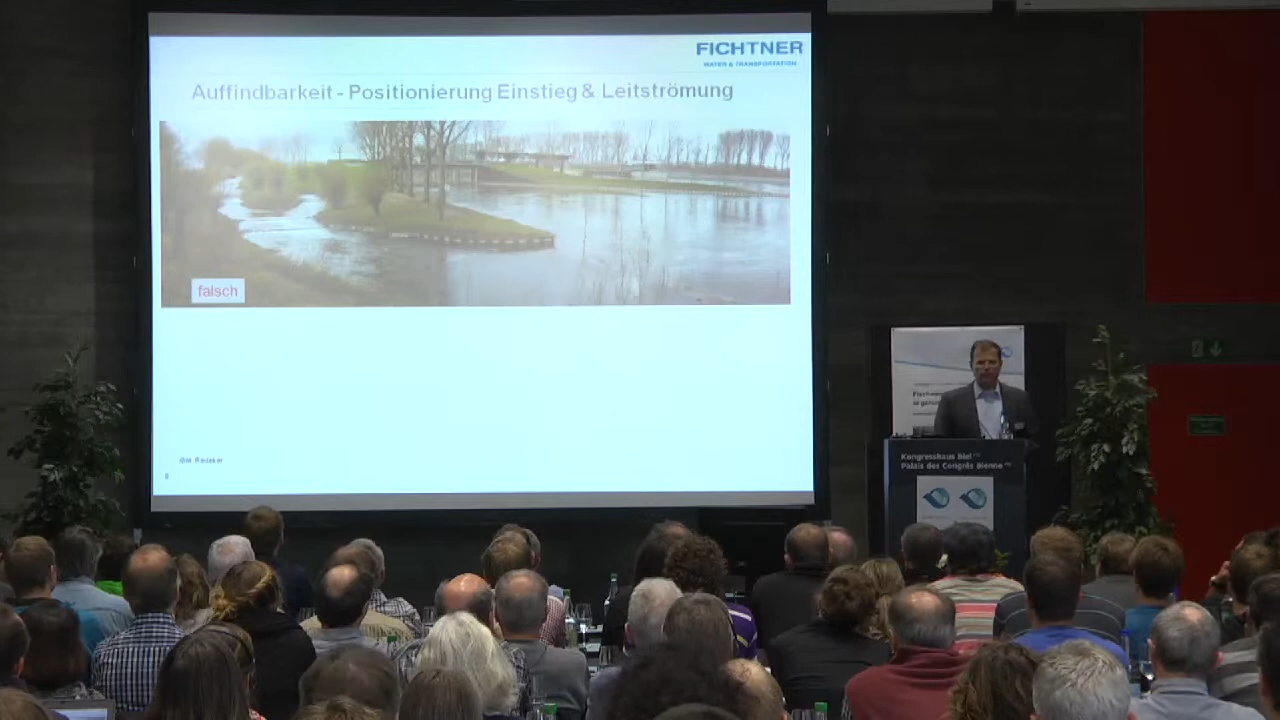 FICHTNER
WATER & TRANSPORTATION
Auffindbarkeit - Positionierung Einstieg & Leitströmung
falsch
Kongresshaus Biel
Palais des Congrès Bienne